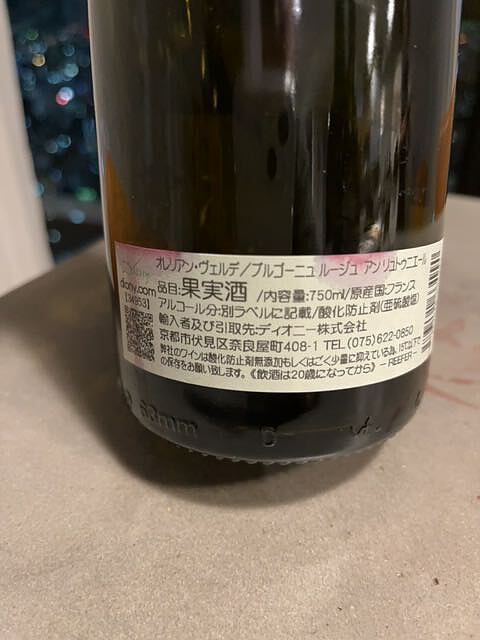 オレリアン・ヴェルデ/ブルゴーニュ ルージュ アン リュトゥニエール
diony.com
[34953]
品目:果実酒 /内容量:750ml/原産国:フランス
アルコール分:別ラベルに記載/酸化防止剤(亜硫酸塩)
輸入者及び引取先:ディオニー株式会社
京都市伏見区奈良屋町408-1 TEL (075)622-0850
弊社のワインは酸化防止剤無添加もしくはごく少量に抑えている為、15℃以下で
の保存をお願い致します。《飲酒は20歳になってから》 — REEFER —
63mm